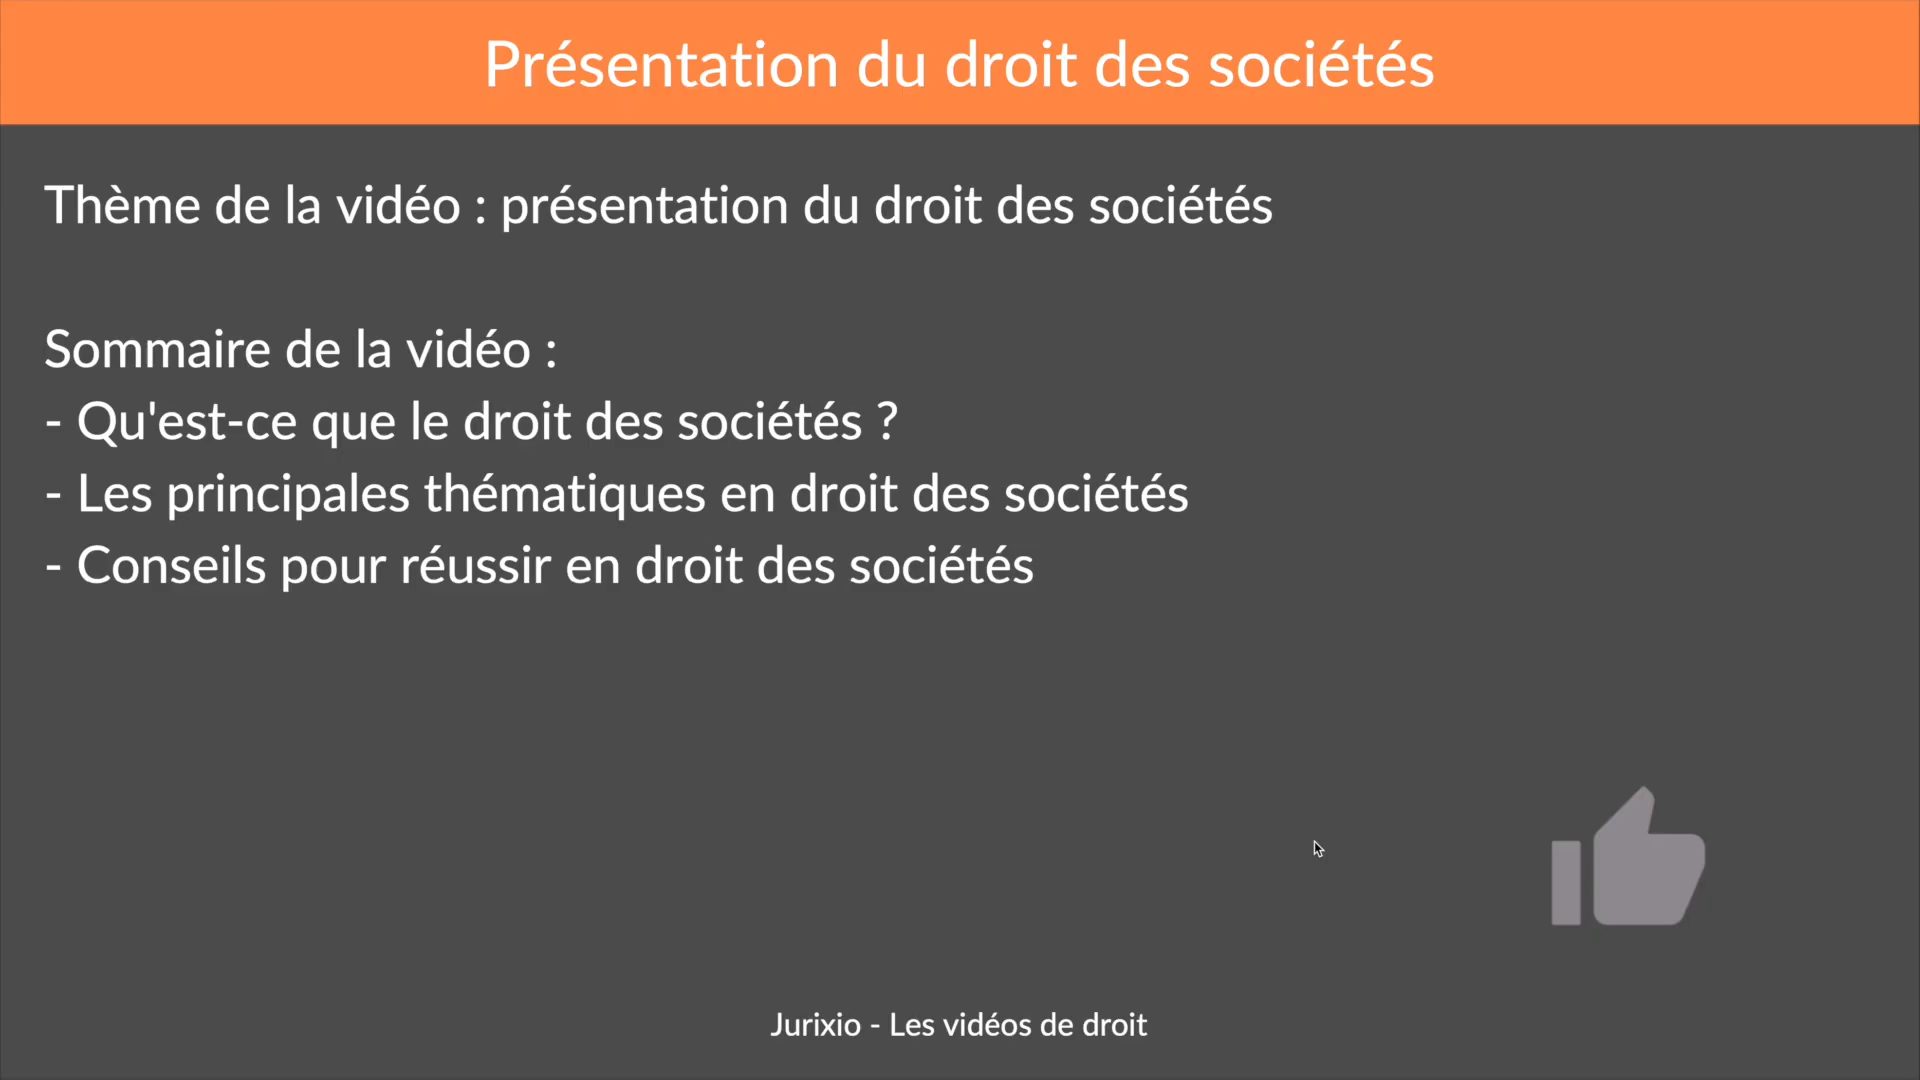 Présentation du droit des sociétés
Thème de la vidéo : présentation du droit des sociétés
Sommaire de la vidéo :
- Qu'est-ce que le droit des sociétés ?
- Les principales thématiques en droit des sociétés
- Conseils pour réussir en droit des sociétés
Jurixio - Les vidéos de droit